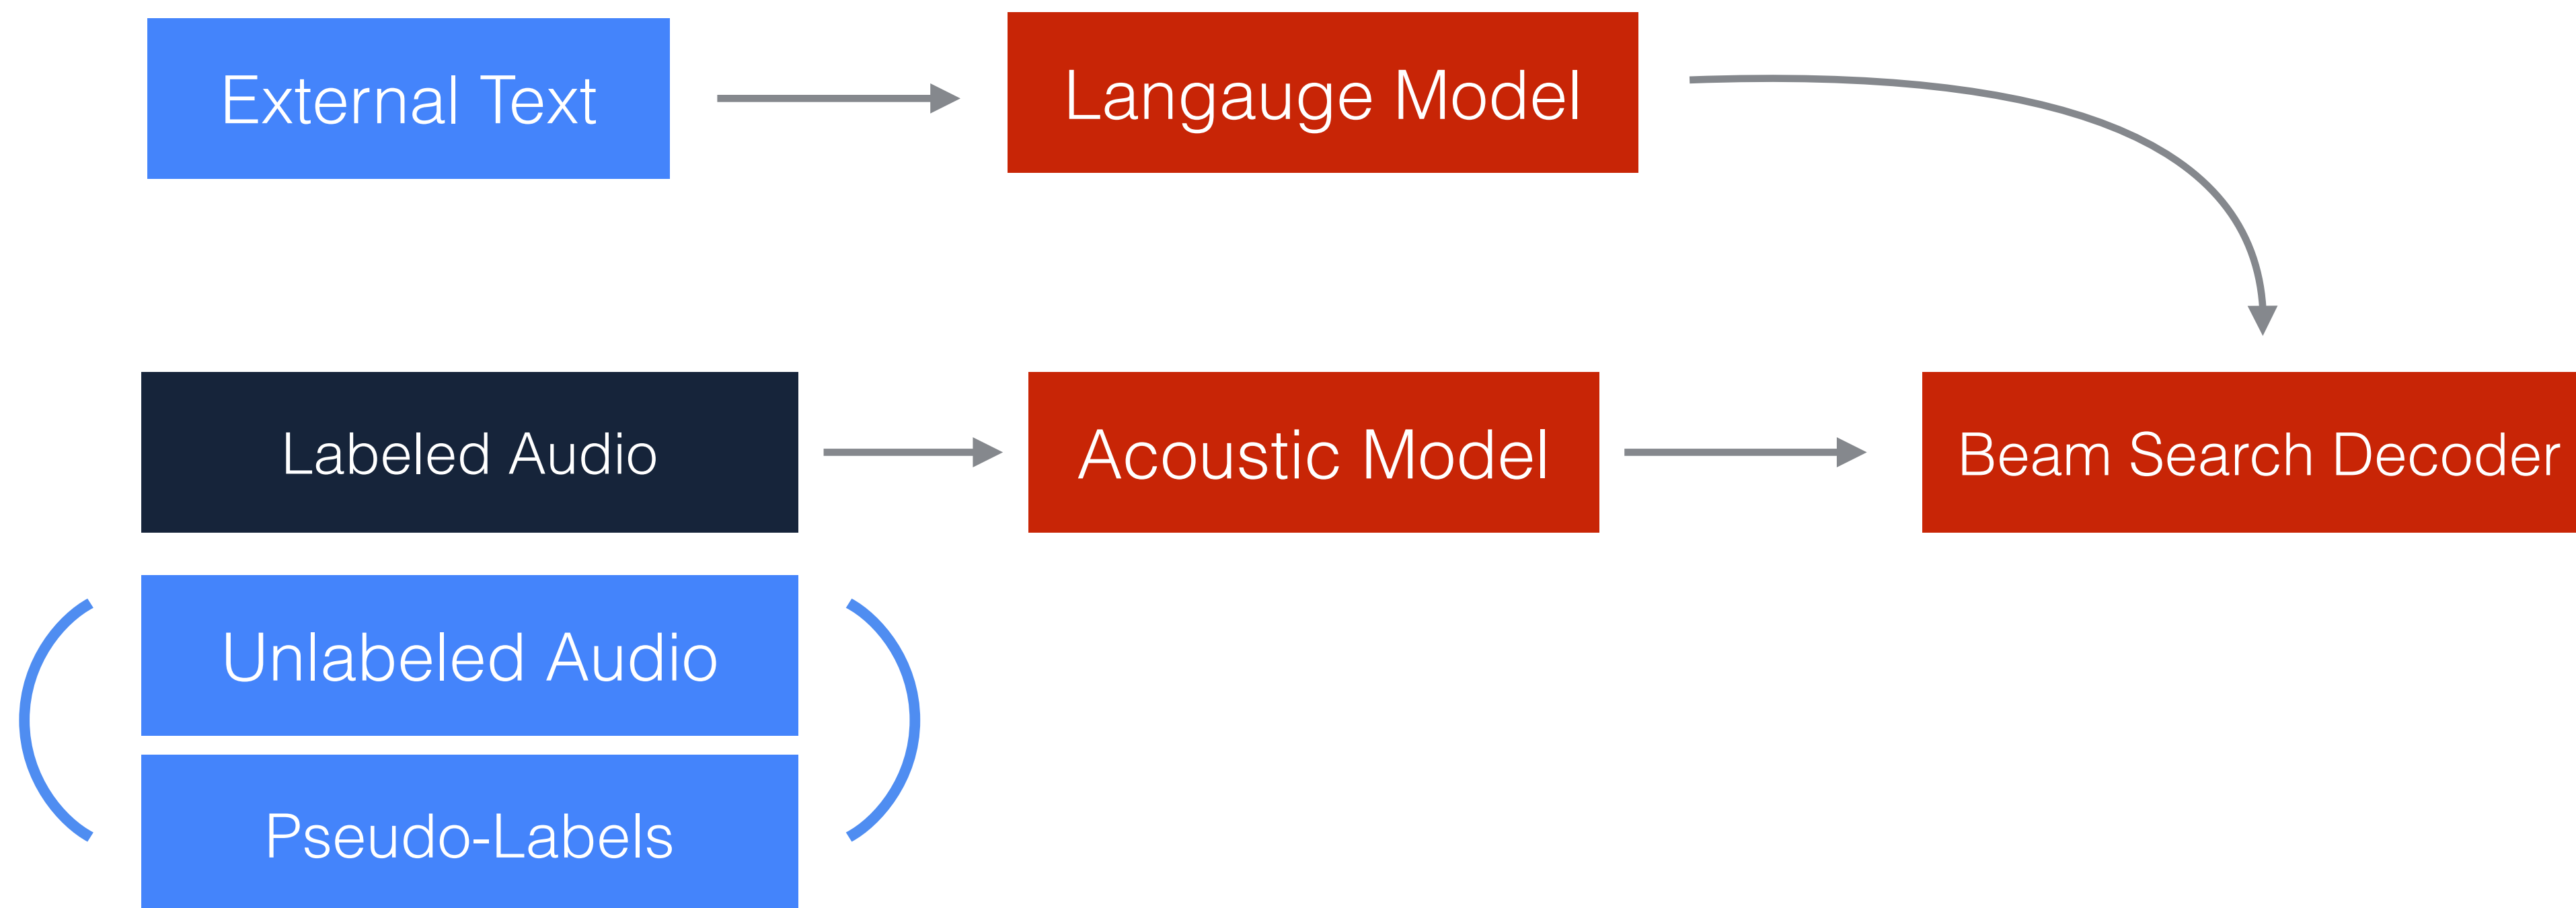 External Text
Langauge Model
Labeled Audio
Acoustic Model
Beam Search Decoder
Unlabeled Audio
Pseudo-Labels